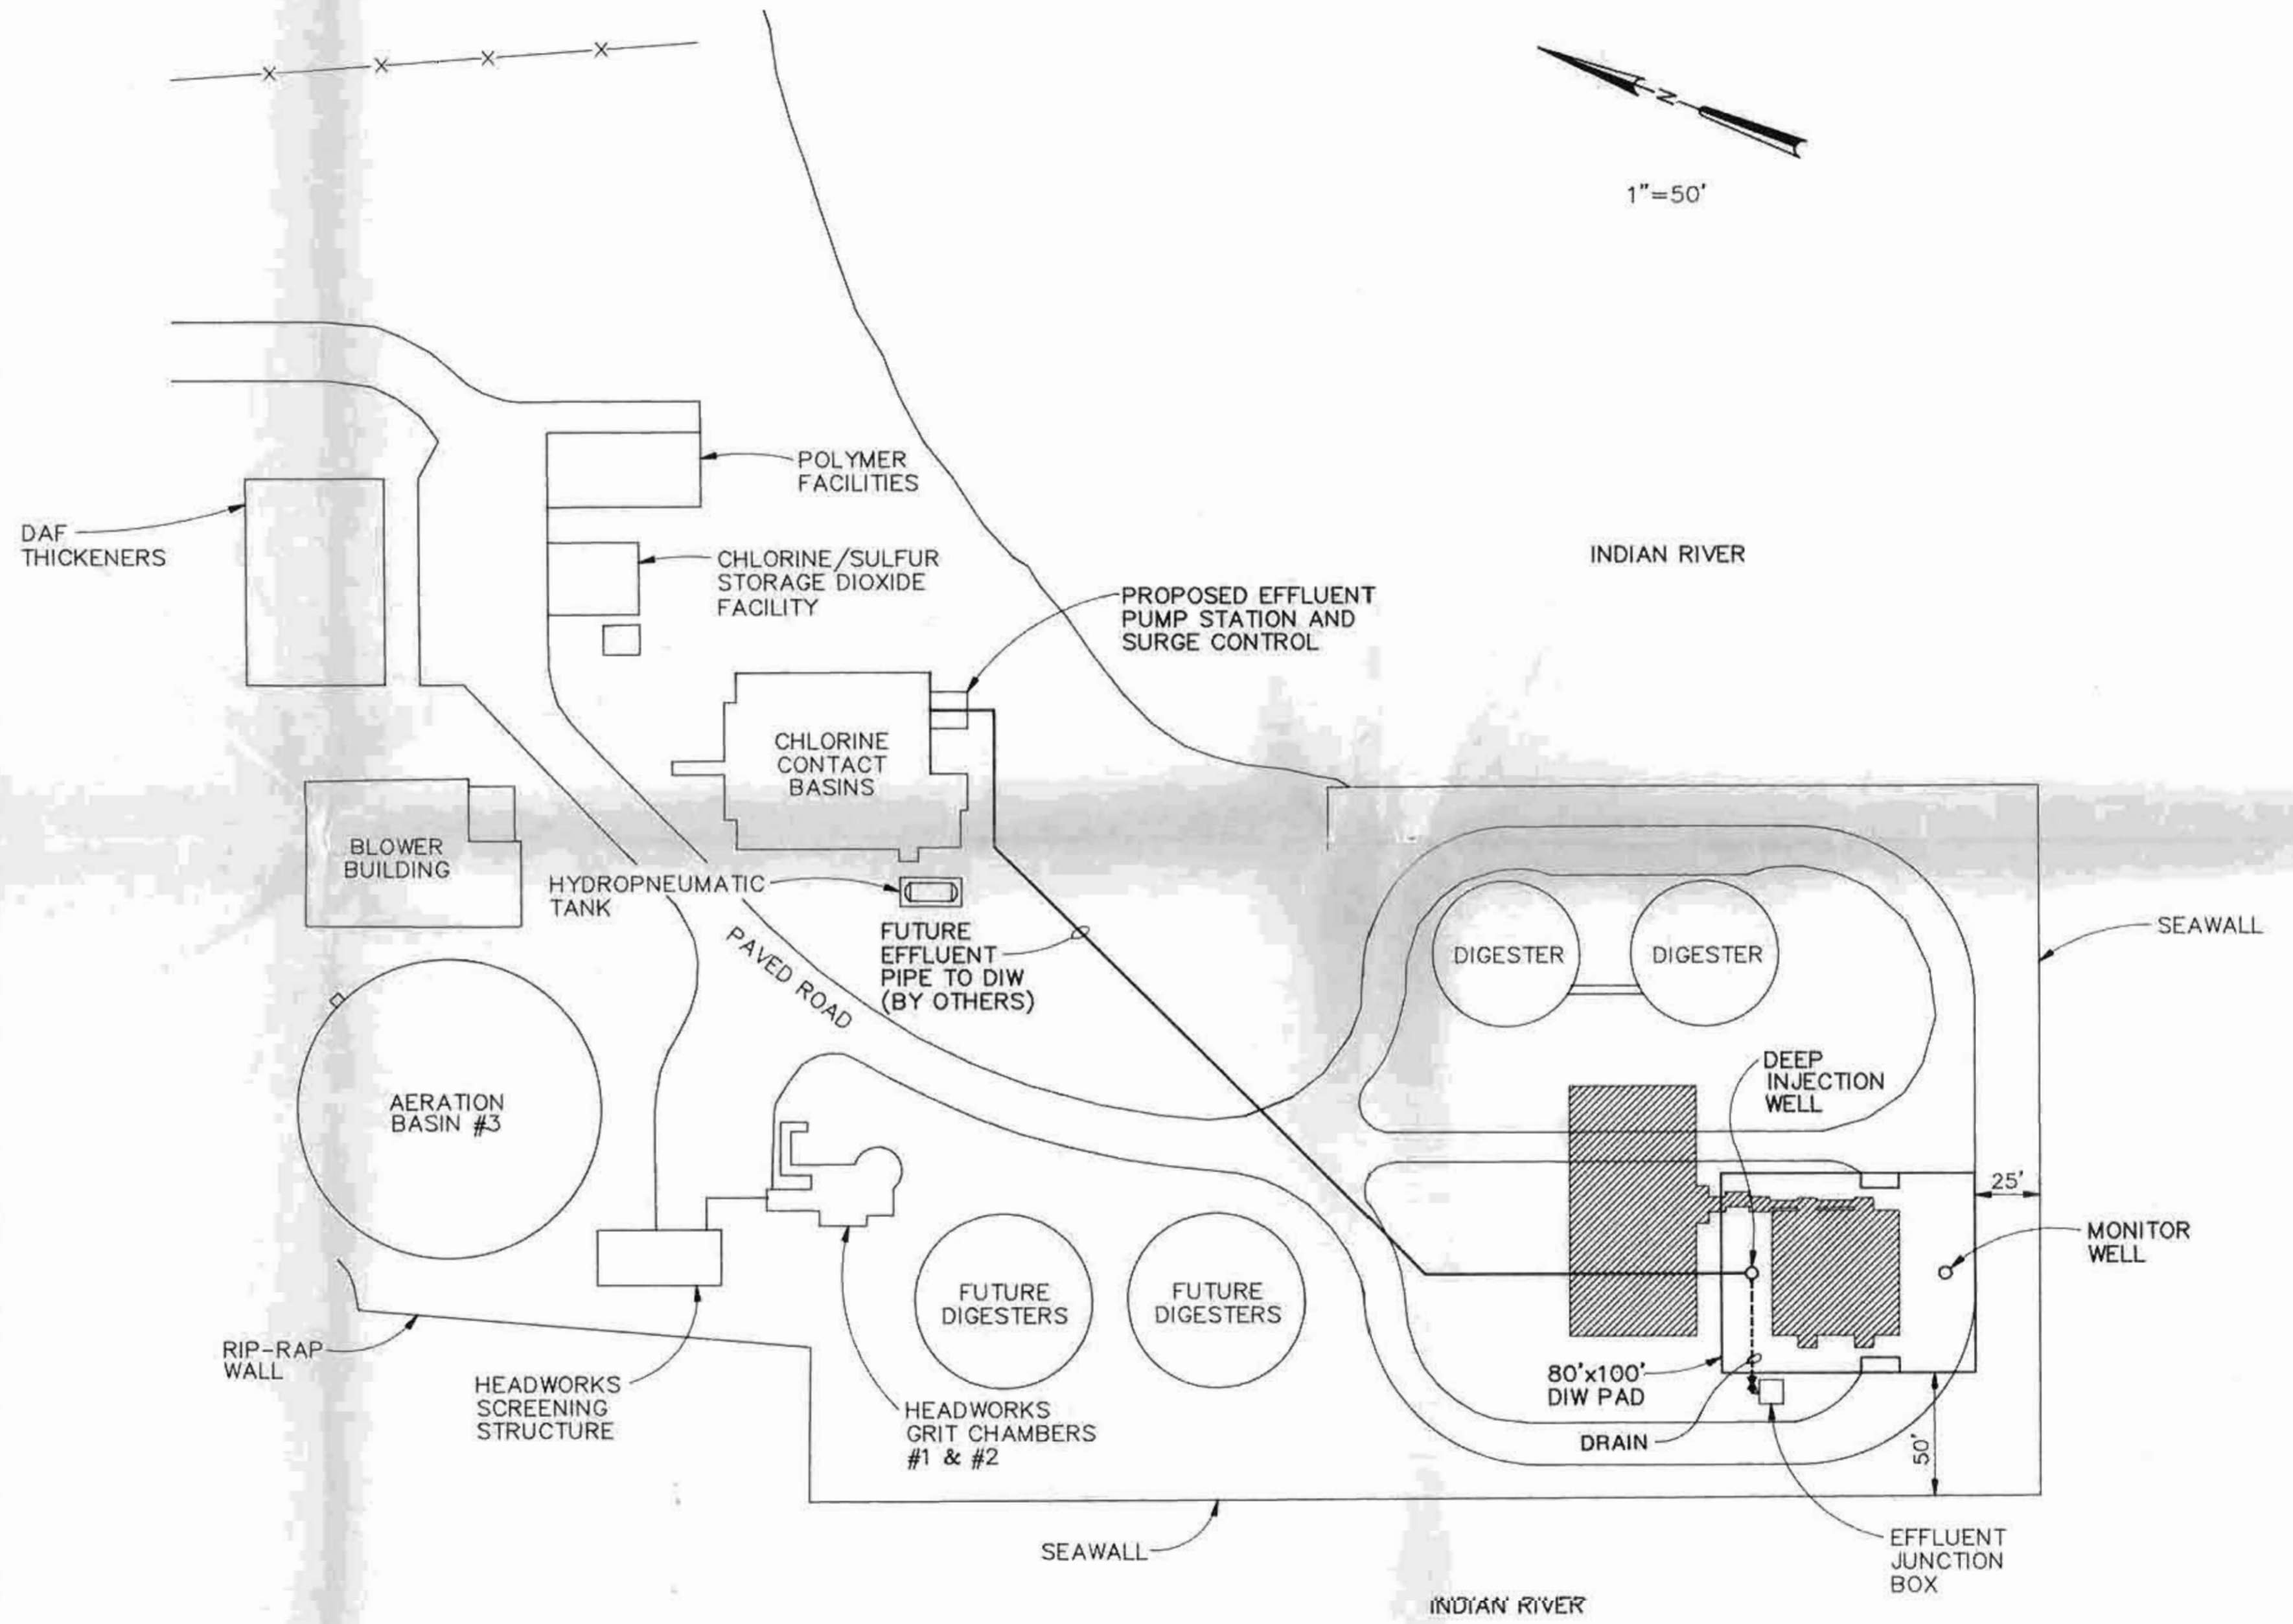 N
1"=50'
POLYMER
FACILITIES
DAF
THICKENERS
CHLORINE/SULFUR
STORAGE DIOXIDE
FACILITY
INDIAN RIVER
PROPOSED EFFLUENT
PUMP STATION AND
SURGE CONTROL
CHLORINE
CONTACT
BASINS
BLOWER
BUILDING
HYDROPNEUMATIC
TANK
PAVED ROAD
FUTURE
EFFLUENT
PIPE TO DIW
(BY OTHERS)
DIGESTER
DIGESTER
SEAWALL
AERATION
BASIN #3
DEEP
INJECTION
WELL
25'
MONITOR
WELL
FUTURE
DIGESTERS
FUTURE
DIGESTERS
RIP-RAP
WALL
HEADWORKS
SCREENING
STRUCTURE
HEADWORKS
GRIT CHAMBERS
#1 & #2
80'x100'
DIW PAD
DRAIN
50'
SEAWALL
EFFLUENT
JUNCTION
BOX
INDIAN RIVER